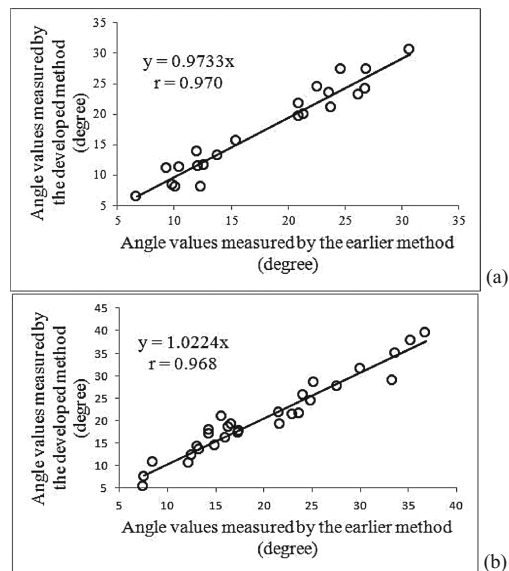 35
30
25
20
15
10
5
y = 0.9733x
r = 0.970
Angle values measured by
the developed method
(degree)
5 10 15 20 25 30 35
Angle values measured by the earlier method
(degree)
(a)
45
40
35
30
25
20
15
10
5
y = 1.0224x
r = 0.968
Angle values measured by
the developed method
(degree)
5 10 15 20 25 30 35 40
Angle values measured by the earlier method
(degree)
(b)